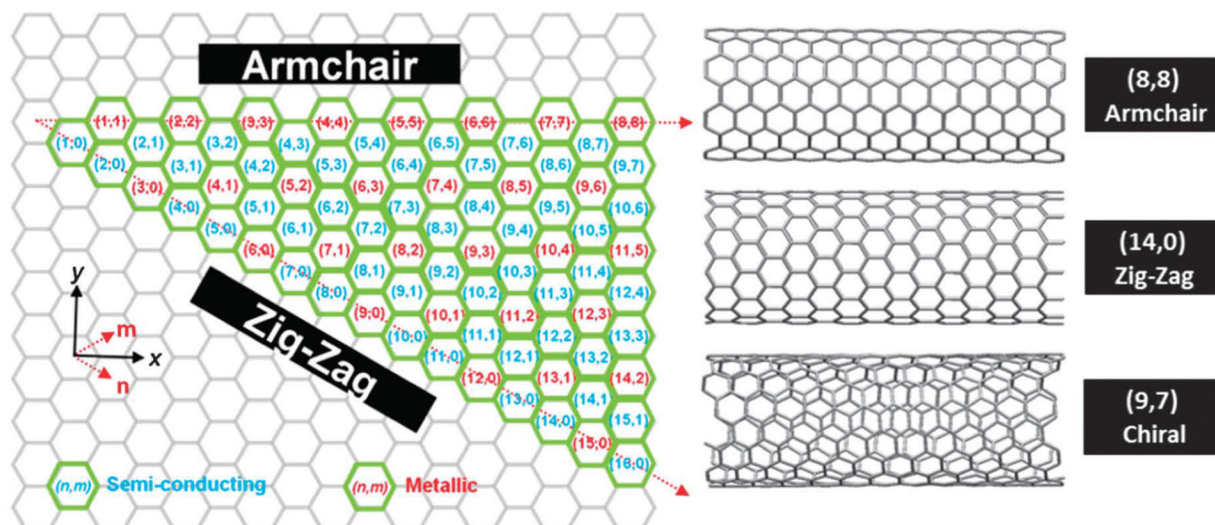 Armchair
(1,1) (2,2) (3,3) (4,4) (5,5) (6,6) (7,7) (8,8)
(1,0) (2,1) (3,2) (4,3) (5,4) (6,5) (7,6) (8,7)
(2,0) (3,1) (4,2) (5,3) (6,4) (7,5) (8,6) (9,7)
(3,0) (4,1) (5,2) (6,3) (7,4) (8,5) (9,6)
(4,0) (5,1) (6,2) (7,3) (8,4) (9,5) (10,6)
(5,0) (6,1) (7,2) (8,3) (9,4) (10,5)
(6,0) (7,1) (8,2) (9,3) (10,4) (11,5)
(7,0) (8,1) (9,2) (10,3) (11,4)
(8,0) (9,1) (10,2) (11,3) (12,4)
(9,0) (10,1) (11,2) (12,3)
(10,0) (11,1) (12,2) (13,3)
(11,0) (12,1) (13,2)
(12,0) (13,1) (14,2)
(13,0) (14,1)
(14,0) (15,1)
(15,0)
(16,0)
Zig-Zag
y
m
x
n
(n,m) Semi-conducting
(n,m) Metallic
(8,8)
Armchair
(14,0)
Zig-Zag
(9,7)
Chiral